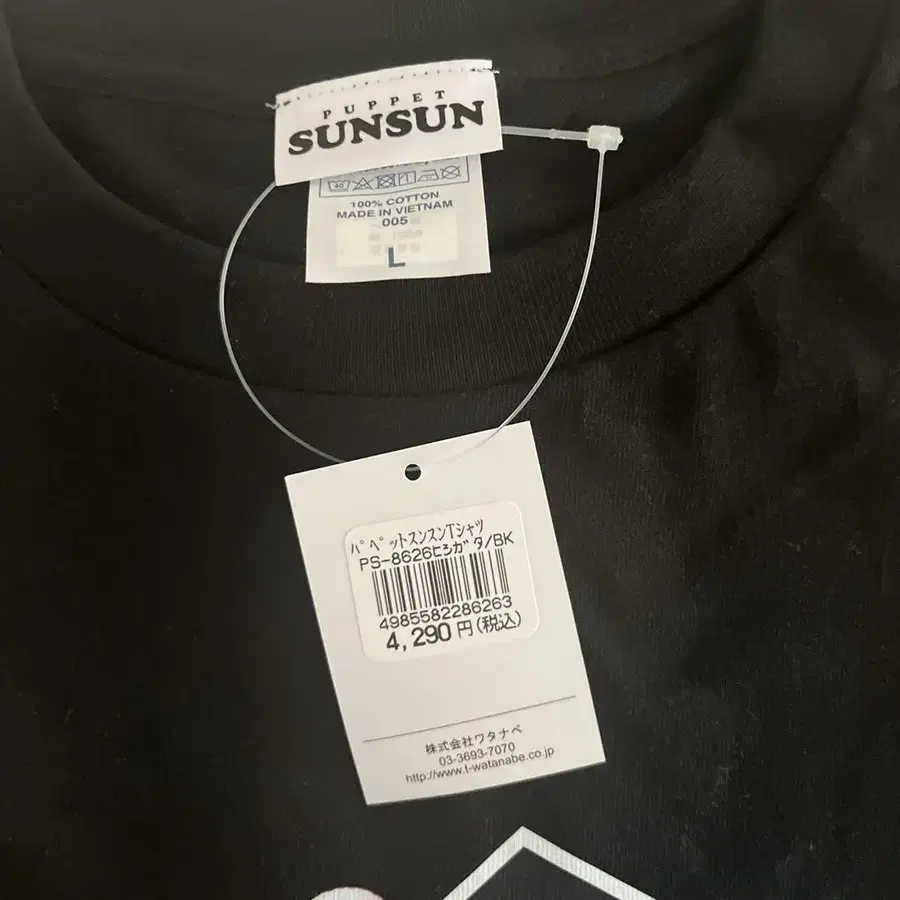 PUPPET
SUNSUN
40
100% COTTON
MADE IN VIETNAM
005
L
ﾊﾟﾍﾟｯﾄｽﾝｽﾝTｼｬﾂ
PS-8626ﾋｼｶﾞﾀ/BK
4985582286263
4,290円(税込)
株式会社ワタナベ
03-3693-7070
http://www.t-watanabe.co.jp